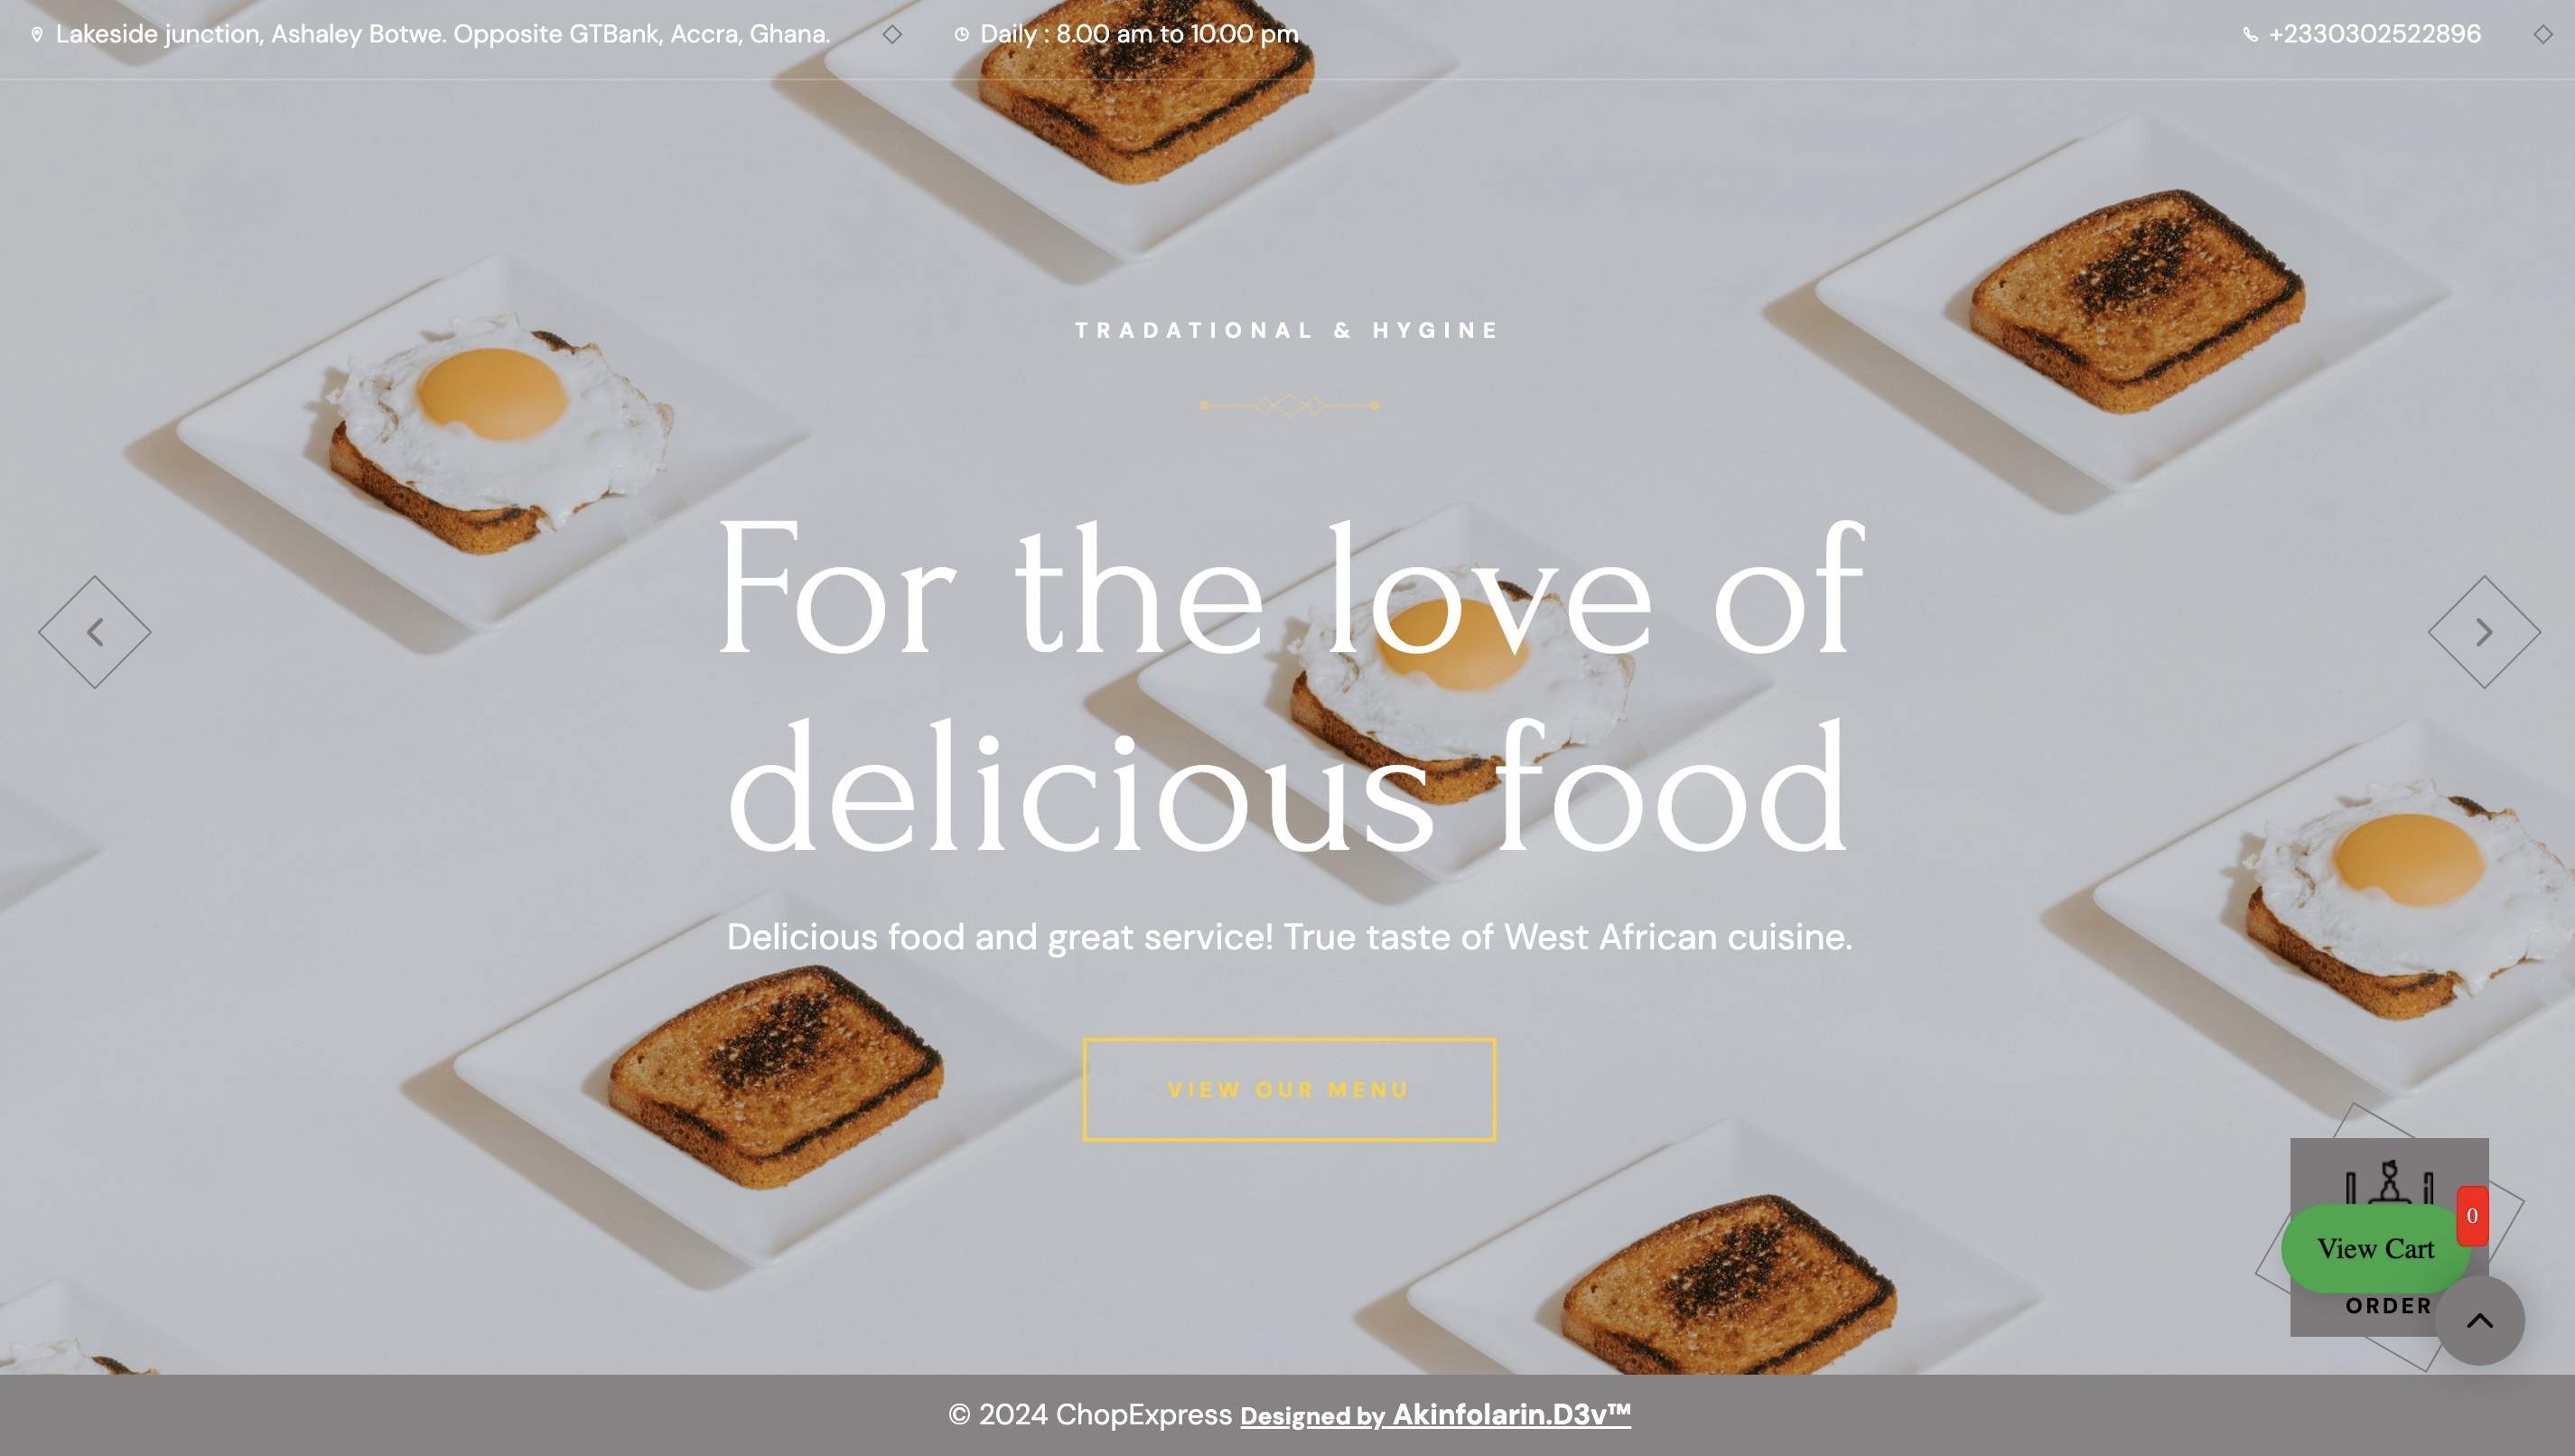 Lakeside junction, Ashaley Botwe. Opposite GTBank, Accra, Ghana.
Daily : 8.00 am to 10.00 pm
+2330302522896
TRADATIONAL & HYGINE
For the love of
delicious food
Delicious food and great service! True taste of West African cuisine.
VIEW OUR MENU
0
View Cart
ORDER
© 2024 ChopExpress Designed by Akinfolarin.D3v™